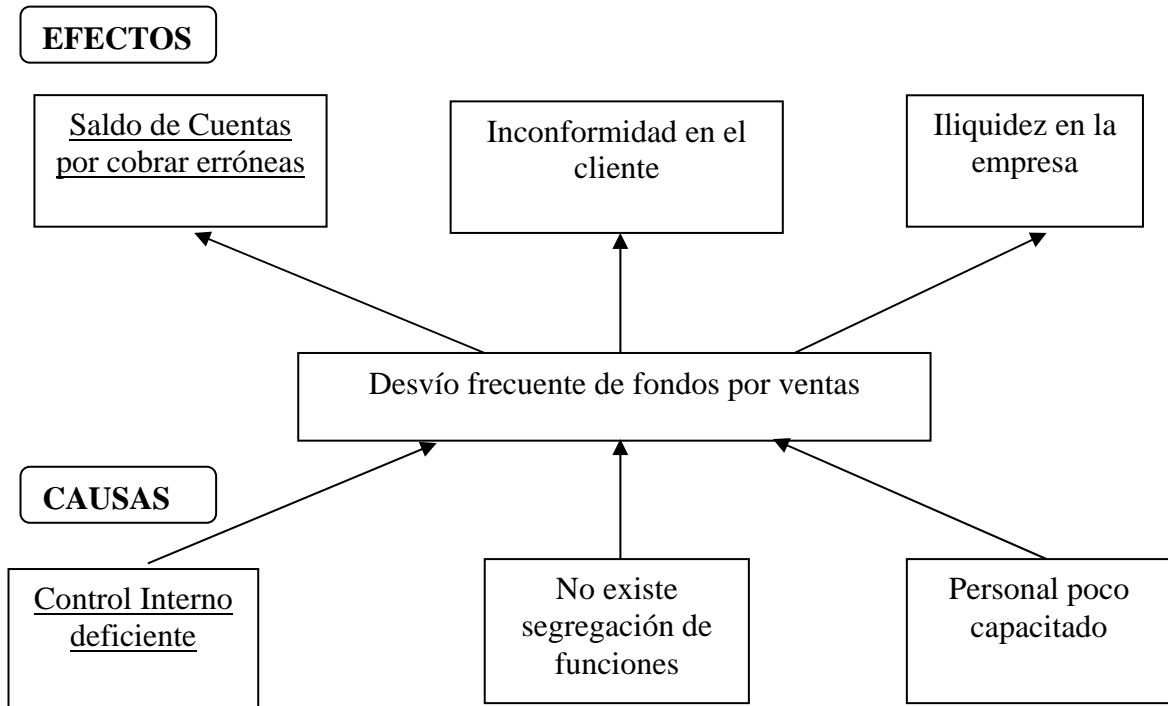 EFECTOS
Saldo de Cuentas
por cobrar erróneas
Inconformidad en el
cliente
Iliquidez en la
empresa
Desvío frecuente de fondos por ventas
CAUSAS
Control Interno
deficiente
No existe
segregación de
funciones
Personal poco
capacitado